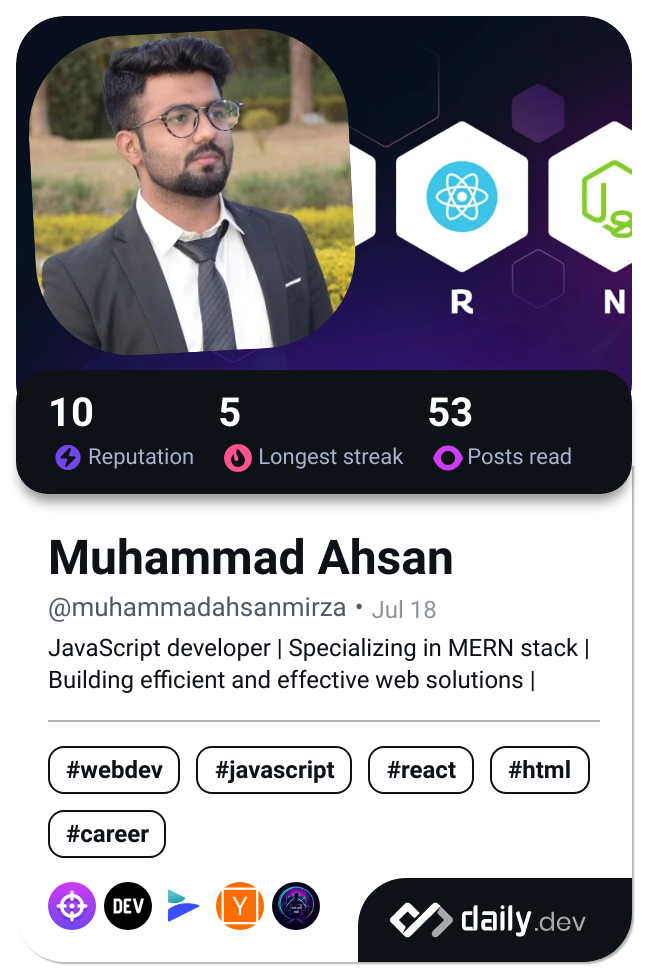 R N
10 5 53
Reputation Longest streak Posts read
Muhammad Ahsan
@muhammadahsanmirza • Jul 18
JavaScript developer | Specializing in MERN stack |
Building efficient and effective web solutions |
#webdev #javascript #react #html
#career
DEV Y
daily.dev